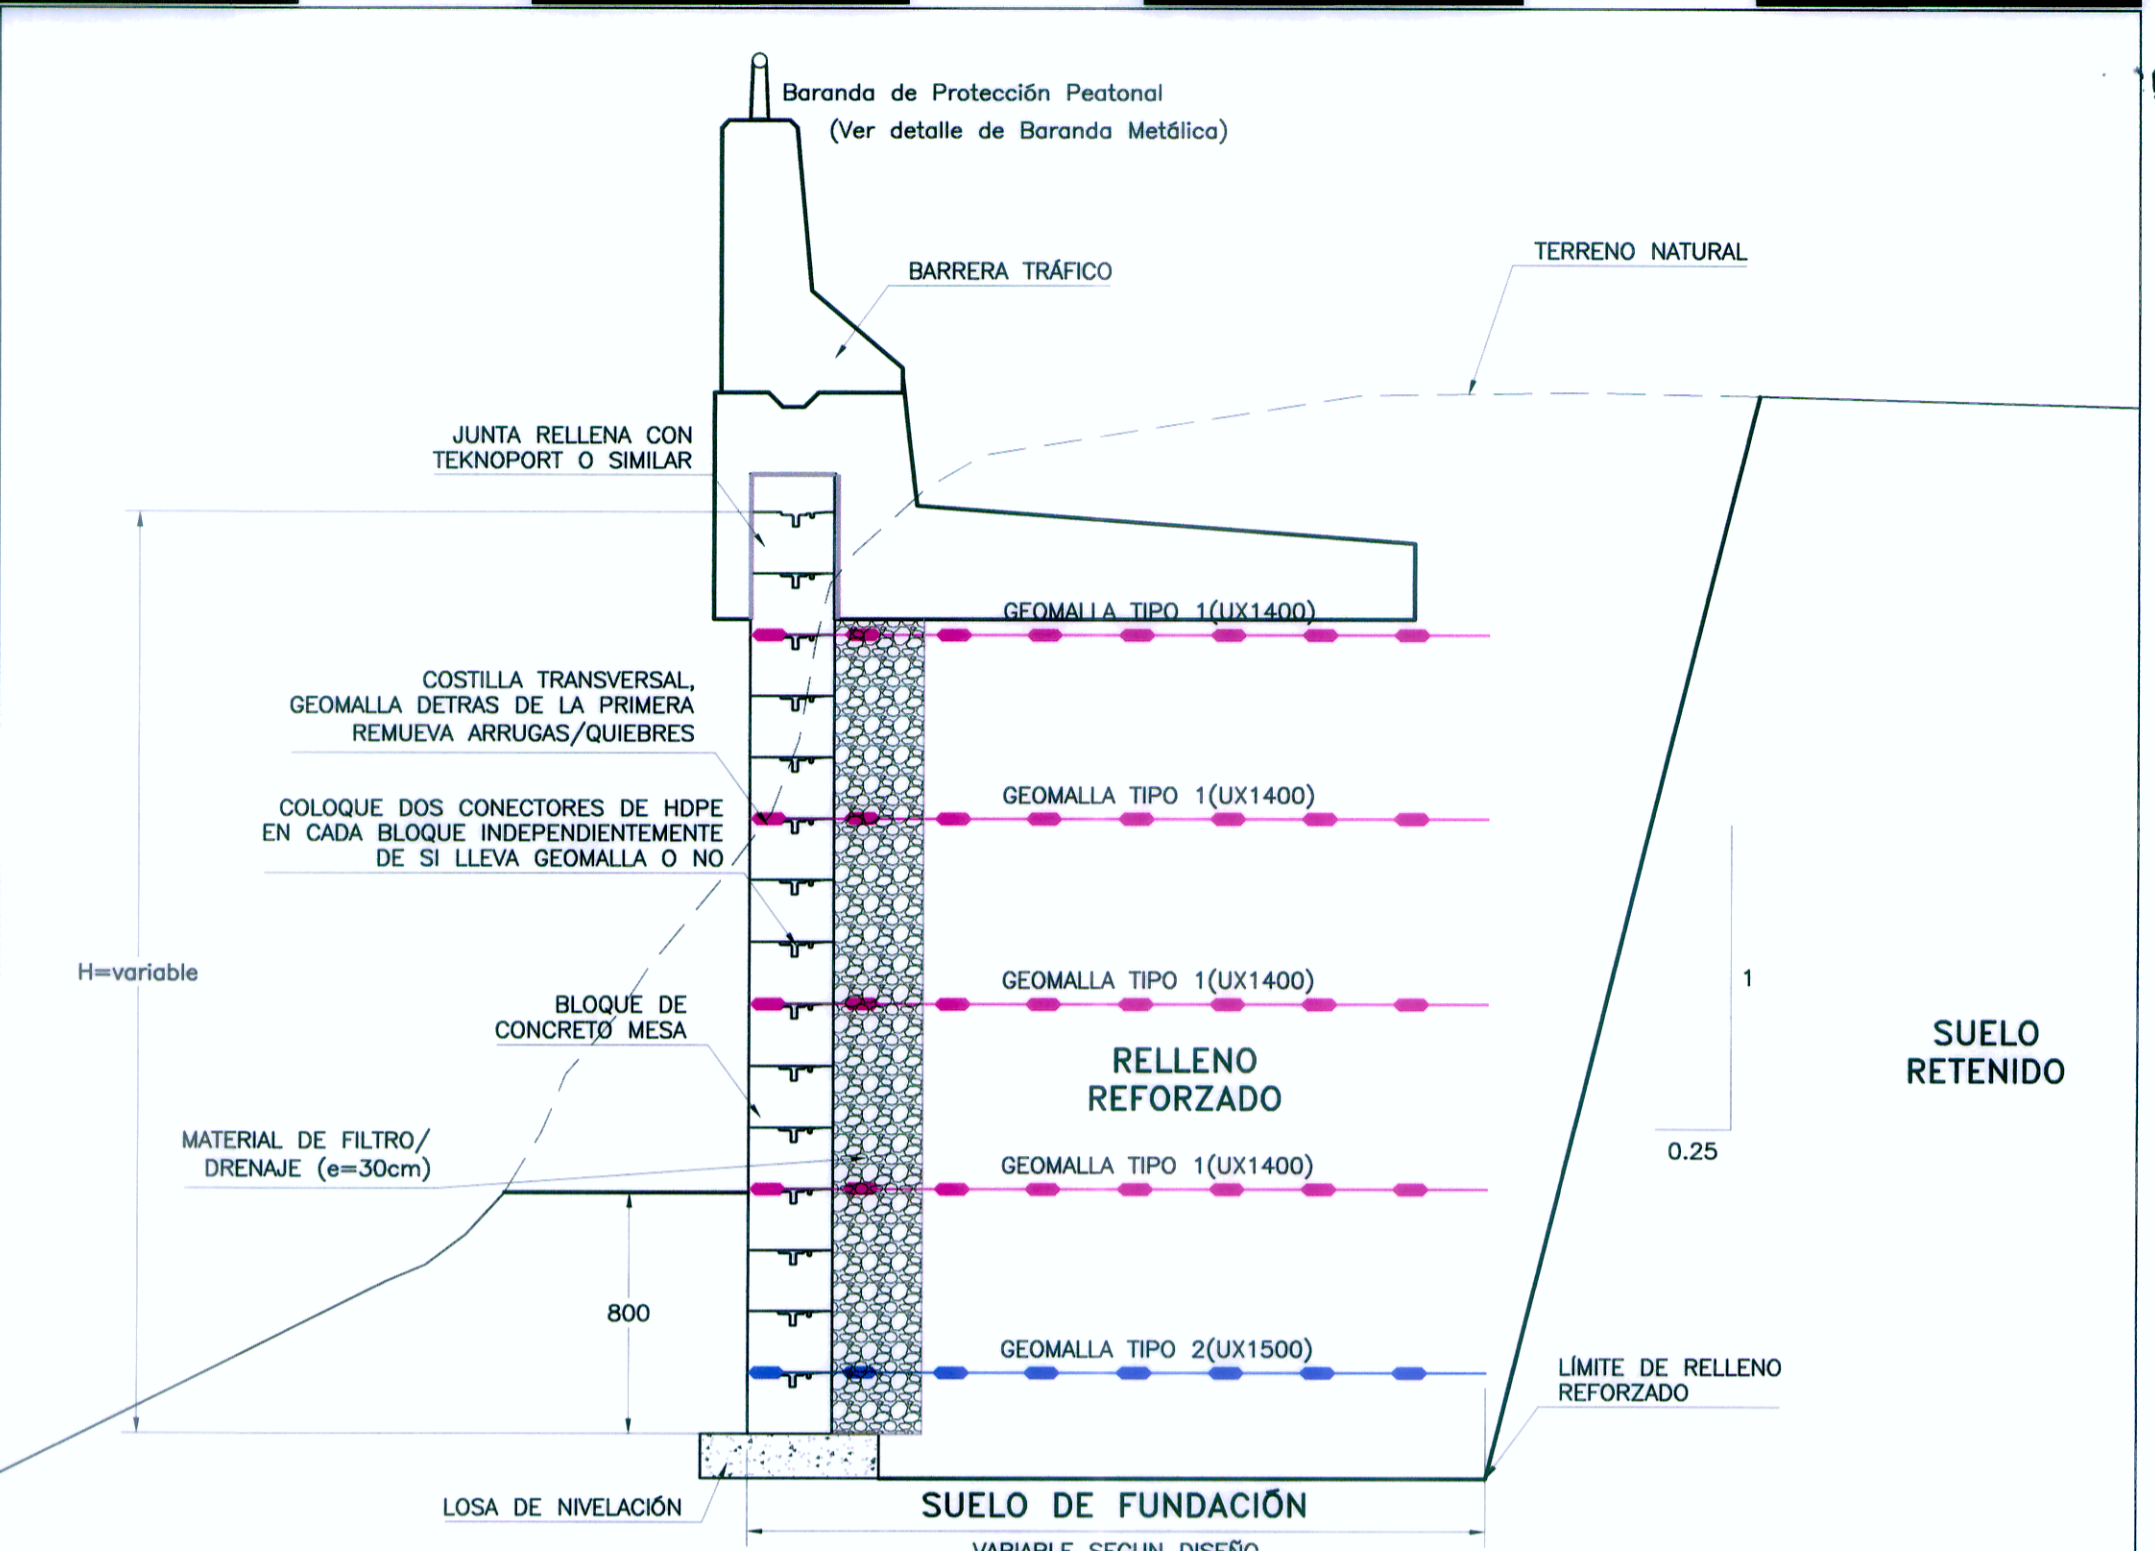 Baranda de Protección Peatonal
(Ver detalle de Baranda Metálica)
TERRENO NATURAL
BARRERA TRÁFICO
JUNTA RELLENA CON
TEKNOPORT O SIMILAR
GEOMALLA TIPO 1(UX1400)
COSTILLA TRANSVERSAL,
GEOMALLA DETRAS DE LA PRIMERA
REMUEVA ARRUGAS/QUIEBRES
GEOMALLA TIPO 1(UX1400)
COLOQUE DOS CONECTORES DE HDPE
EN CADA BLOQUE INDEPENDIENTEMENTE
DE SI LLEVA GEOMALLA O NO
H=variable
GEOMALLA TIPO 1(UX1400)
1
BLOQUE DE
CONCRETO MESA
RELLENO
REFORZADO
SUELO
RETENIDO
MATERIAL DE FILTRO/
DRENAJE (e=30cm)
GEOMALLA TIPO 1(UX1400)
0.25
800
GEOMALLA TIPO 2(UX1500)
LÍMITE DE RELLENO
REFORZADO
LOSA DE NIVELACIÓN
SUELO DE FUNDACIÓN
VARIABLE SEGUN DISEÑO